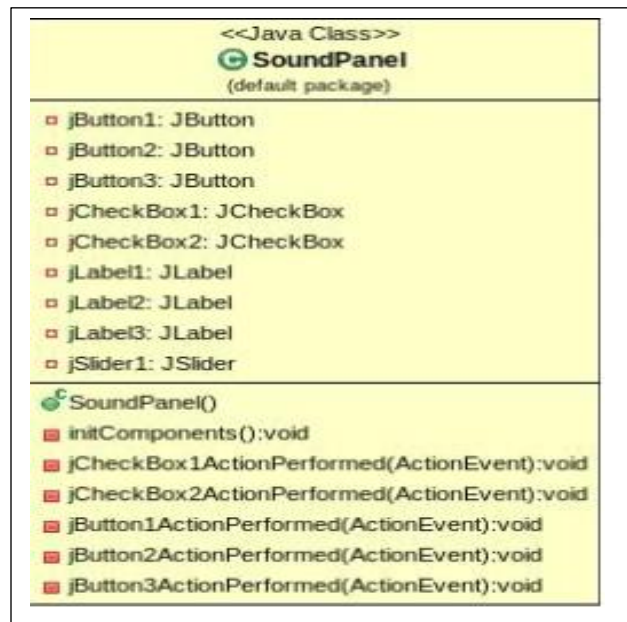 <<Java Class>>
SoundPanel
(default package)
jButton1: JButton
jButton2: JButton
jButton3: JButton
jCheckBox1: JCheckBox
jCheckBox2: JCheckBox
jLabel1: JLabel
jLabel2: JLabel
jLabel3: JLabel
jSlider1: JSlider
SoundPanel()
initComponents():void
jCheckBox1ActionPerformed(ActionEvent):void
jCheckBox2ActionPerformed(ActionEvent):void
jButton1ActionPerformed(ActionEvent):void
jButton2ActionPerformed(ActionEvent):void
jButton3ActionPerformed(ActionEvent):void